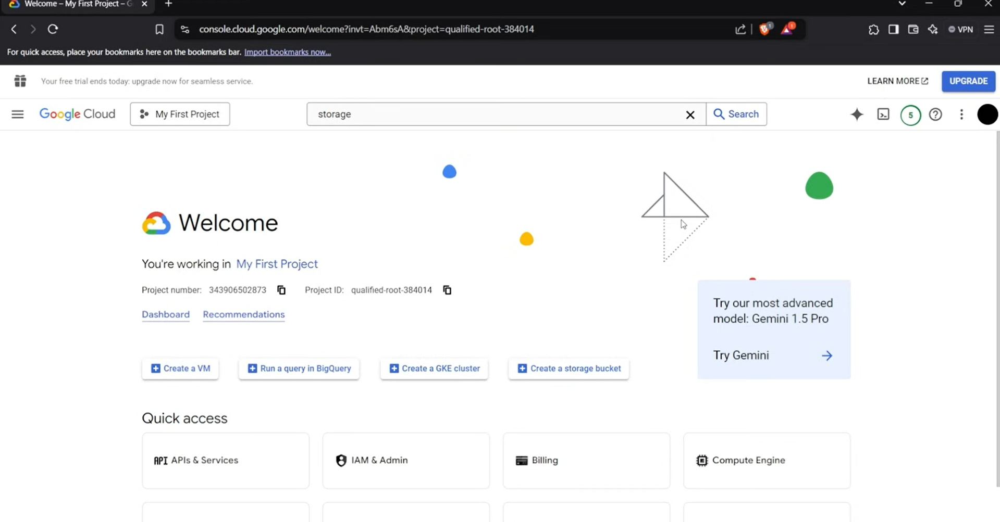 Welcome – My First Project – G
For quick access, place your bookmarks here on the bookmarks bar. Import bookmarks now...
console.cloud.google.com/welcome?invt=Abm6sA&project=qualified-root-384014
1
1
VPN
Your free trial ends today: upgrade now for seamless service.
LEARN MORE
UPGRADE
Google Cloud
My First Project
storage
Search
5
Welcome
You're working in My First Project
Project number: 343906502873
Project ID: qualified-root-384014
Dashboard
Recommendations
Try our most advanced
model: Gemini 1.5 Pro
Try Gemini
Create a VM
Run a query in BigQuery
Create a GKE cluster
Create a storage bucket
Quick access
API APIs & Services
IAM & Admin
Billing
Compute Engine